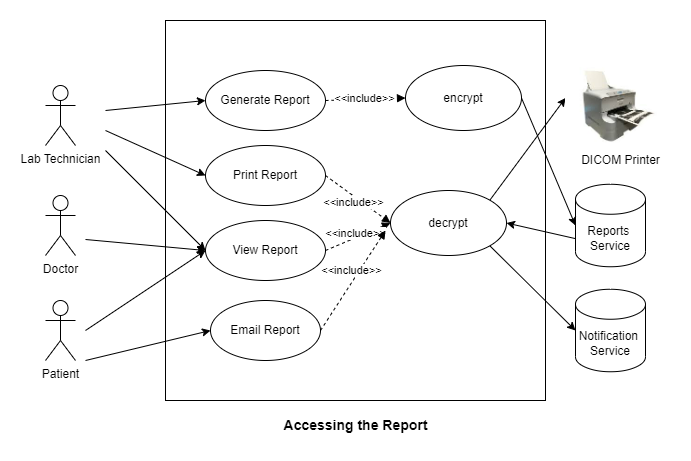 Generate Report
<<include>>
encrypt
Lab Technician
DICOM Printer
Print Report
<<include>>
decrypt
Reports
Service
View Report
<<include>>
Doctor
<<include>>
Email Report
Notification
Service
Patient
Accessing the Report